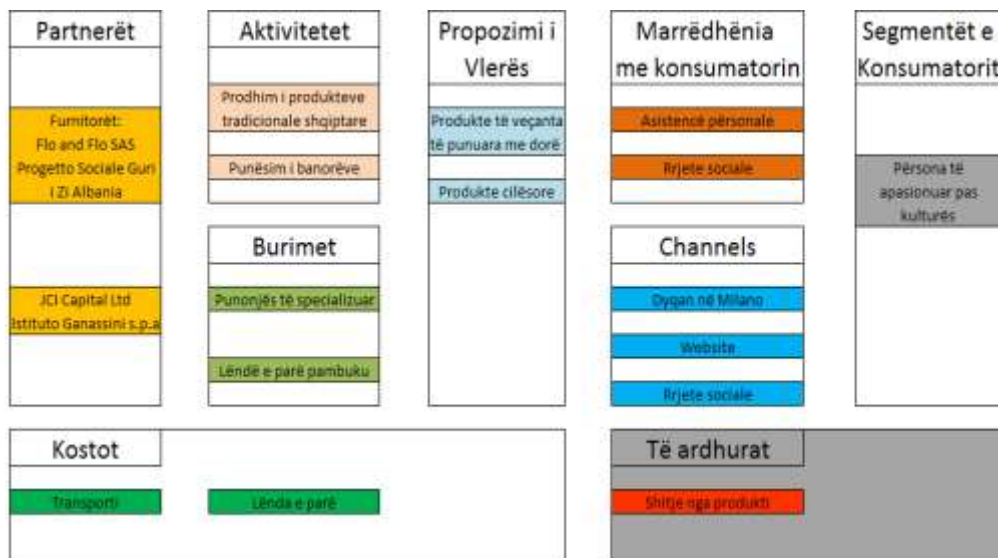 Partnerët
Furnitorët:
Flo and Flo SAS
Progetto Sociale Guri
i Zi Albania
JCI Capital Ltd
Istituto Ganassini s.p.a
Aktivitetet
Prodhim i produkteve
tradicionale shqiptare
Punësim i banorëve
Burimet
Punonjës të specializuar
Lëndë e parë pambuku
Propozimi i
Vlerës
Produkte të veçanta
të punuara me dorë
Produkte cilësore
Marrëdhënia
me konsumatorin
Asistencë përsonale
Rrjete sociale
Channels
Dyqan në Milano
Website
Rrjete sociale
Segmentët e
Konsumatorit
Përsona të
apasionuar pas
kulturës
Kostot
Transporti
Lënda e parë
Të ardhurat
Shitje nga produkti